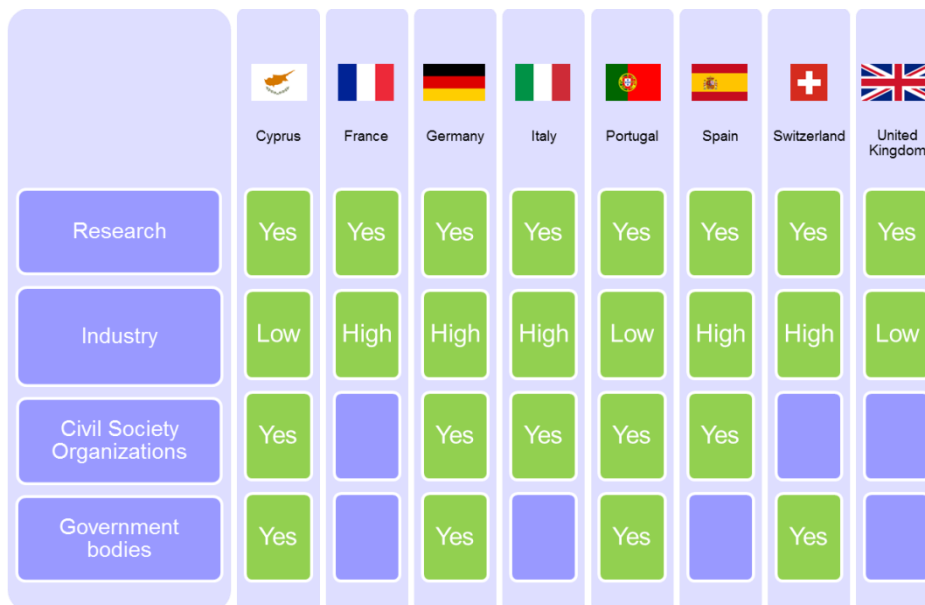 Cyprus France Germany Italy Portugal Spain Switzerland United
Kingdom
Research Yes Yes Yes Yes Yes Yes Yes Yes
Industry Low High High High Low High High Low
Civil Society
Organizations Yes Yes Yes Yes Yes
Government
bodies Yes Yes Yes Yes